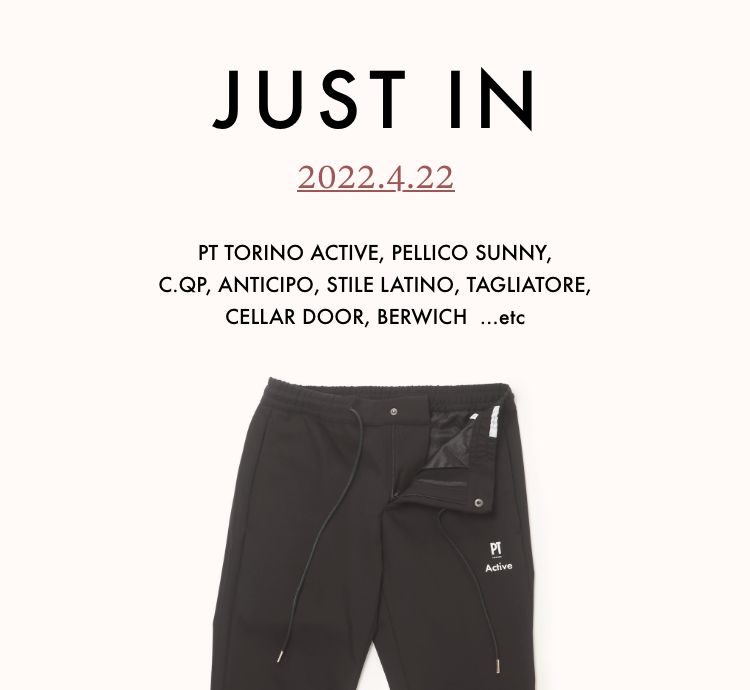 JUST IN
2022.4.22
PT TORINO ACTIVE, PELLICO SUNNY,
C.QP, ANTICIPO, STILE LATINO, TAGLIATORE,
CELLAR DOOR, BERWICH ...etc
PT
Active